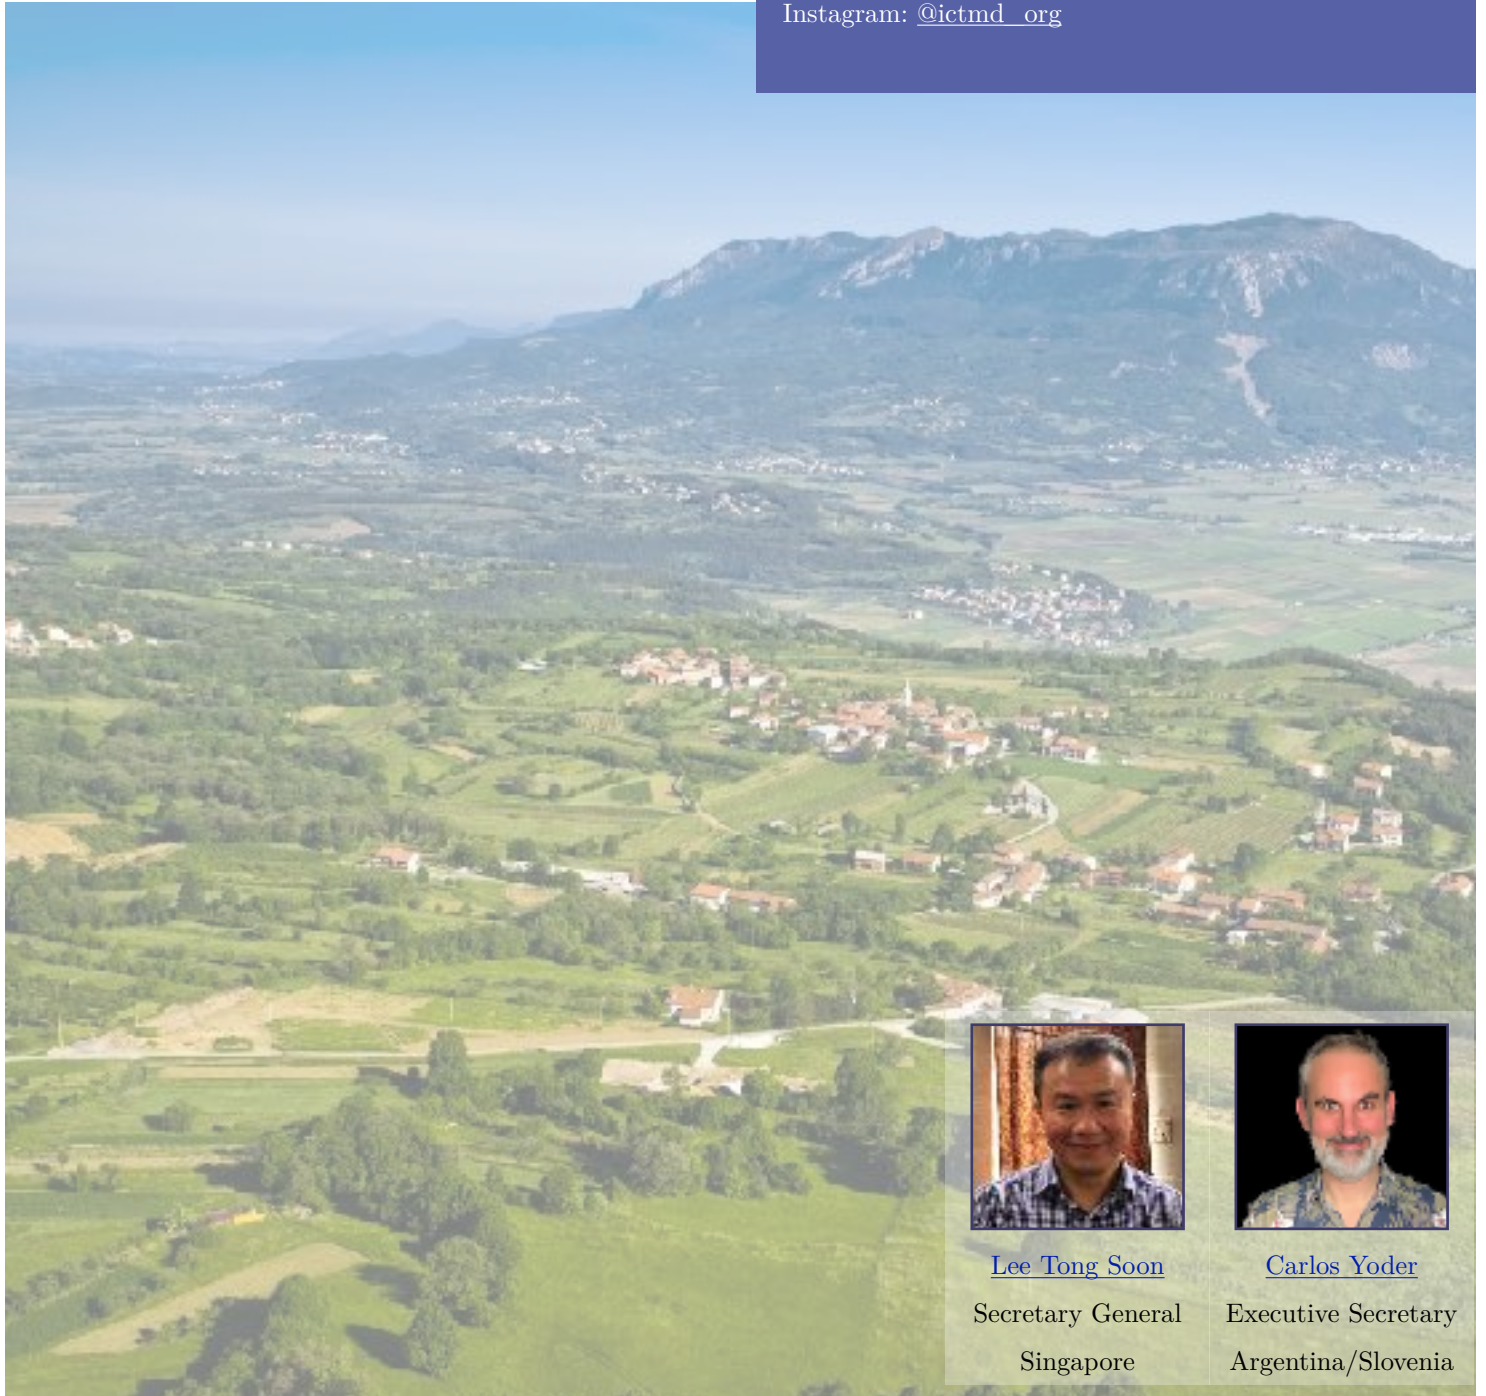 Instagram: @ictmd_org
Lee Tong Soon
Secretary General
Singapore
Carlos Yoder
Executive Secretary
Argentina/Slovenia